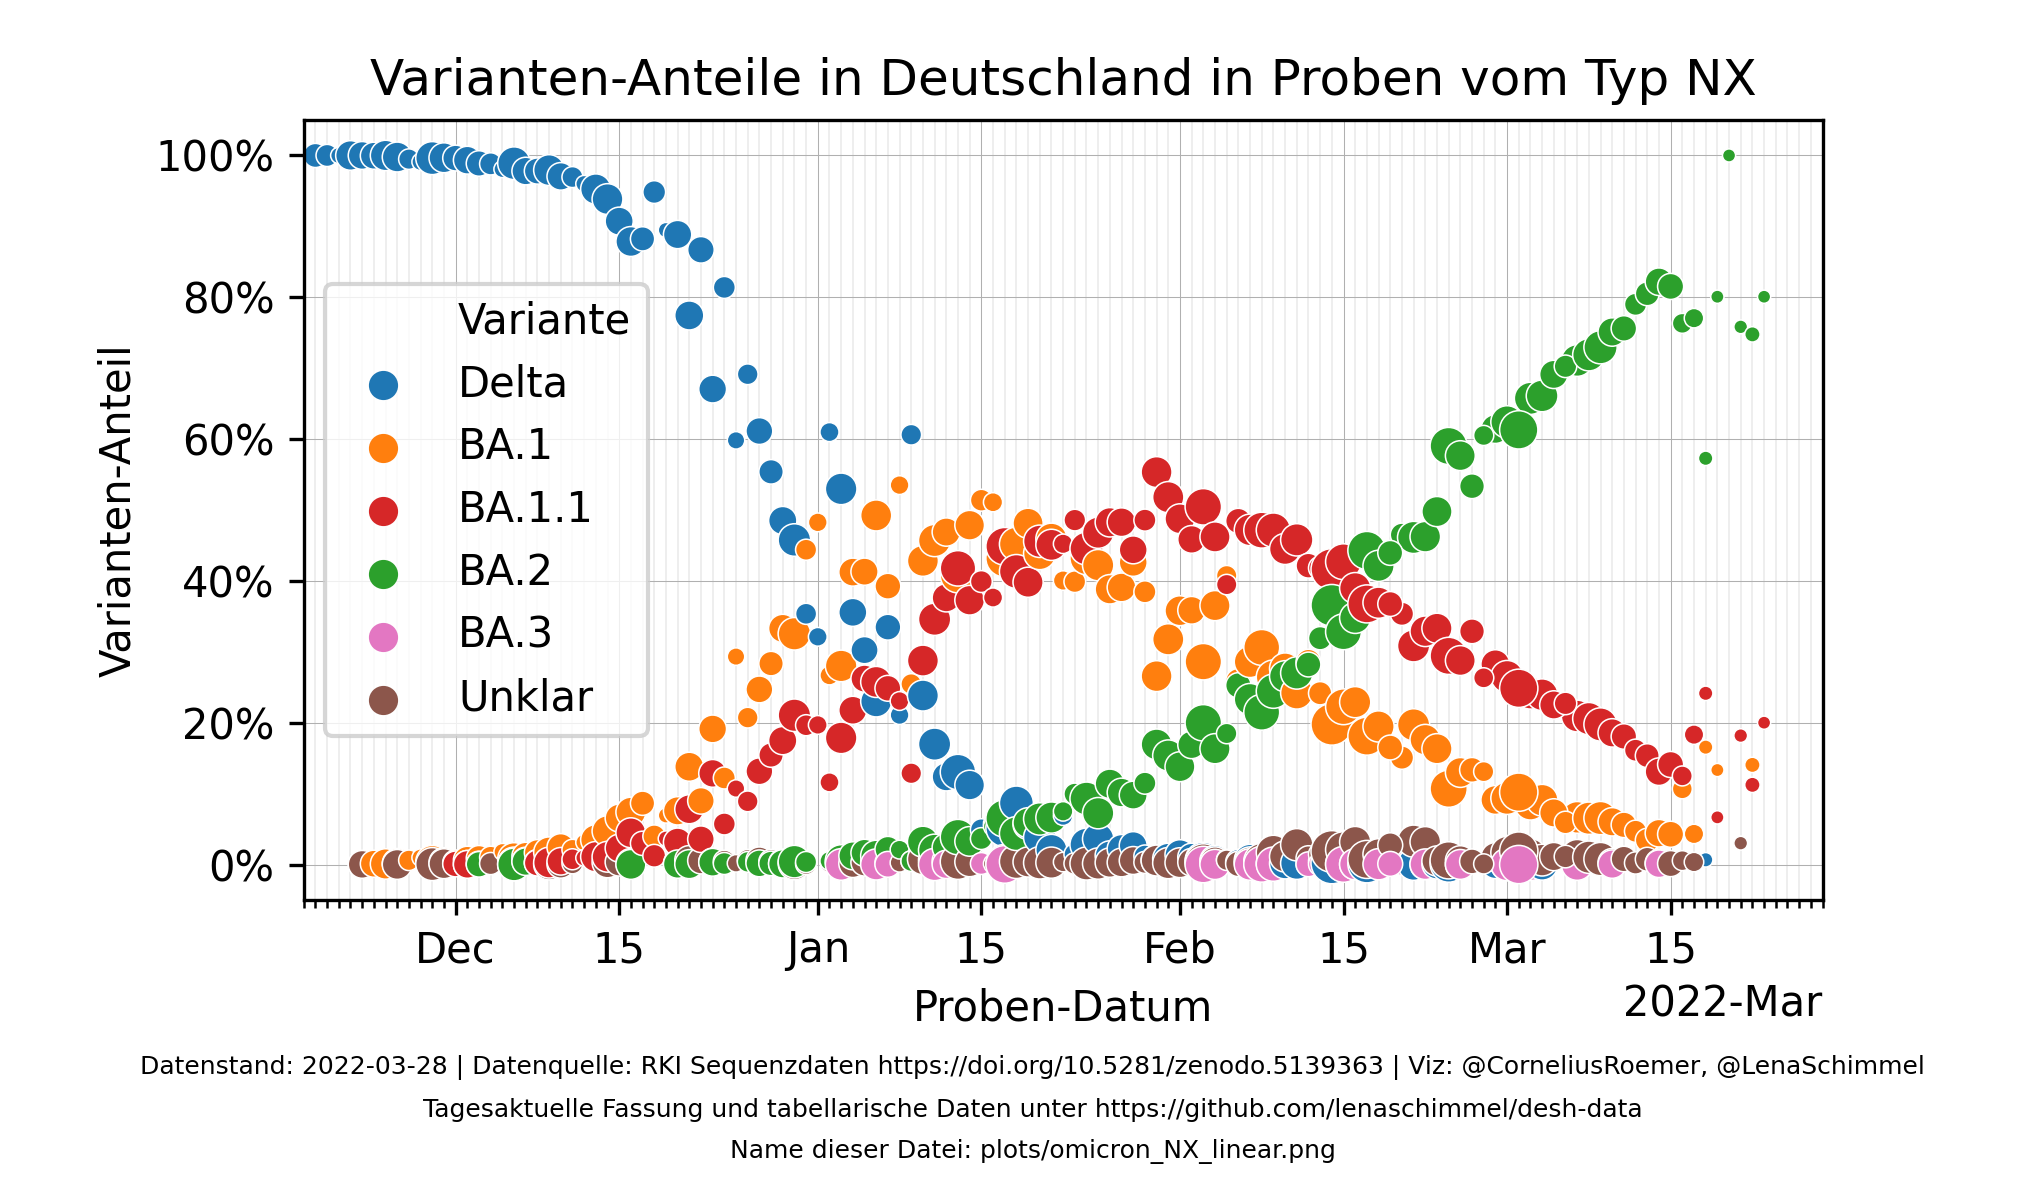 Varianten-Anteile in Deutschland in Proben vom Typ NX
100%
80%
60%
40%
20%
0%
Varianten-Anteil
Variante
Delta
BA.1
BA.1.1
BA.2
BA.3
Unklar
Dec 15 Jan 15 Feb 15 Mar 15
2022-Mar
Proben-Datum
Datenstand: 2022-03-28 | Datenquelle: RKI Sequenzdaten https://doi.org/10.5281/zenodo.5139363 | Viz: @CorneliusRoemer, @LenaSchimmel
Tagesaktuelle Fassung und tabellarische Daten unter https://github.com/lenaschimmel/desh-data
Name dieser Datei: plots/omicron_NX_linear.png